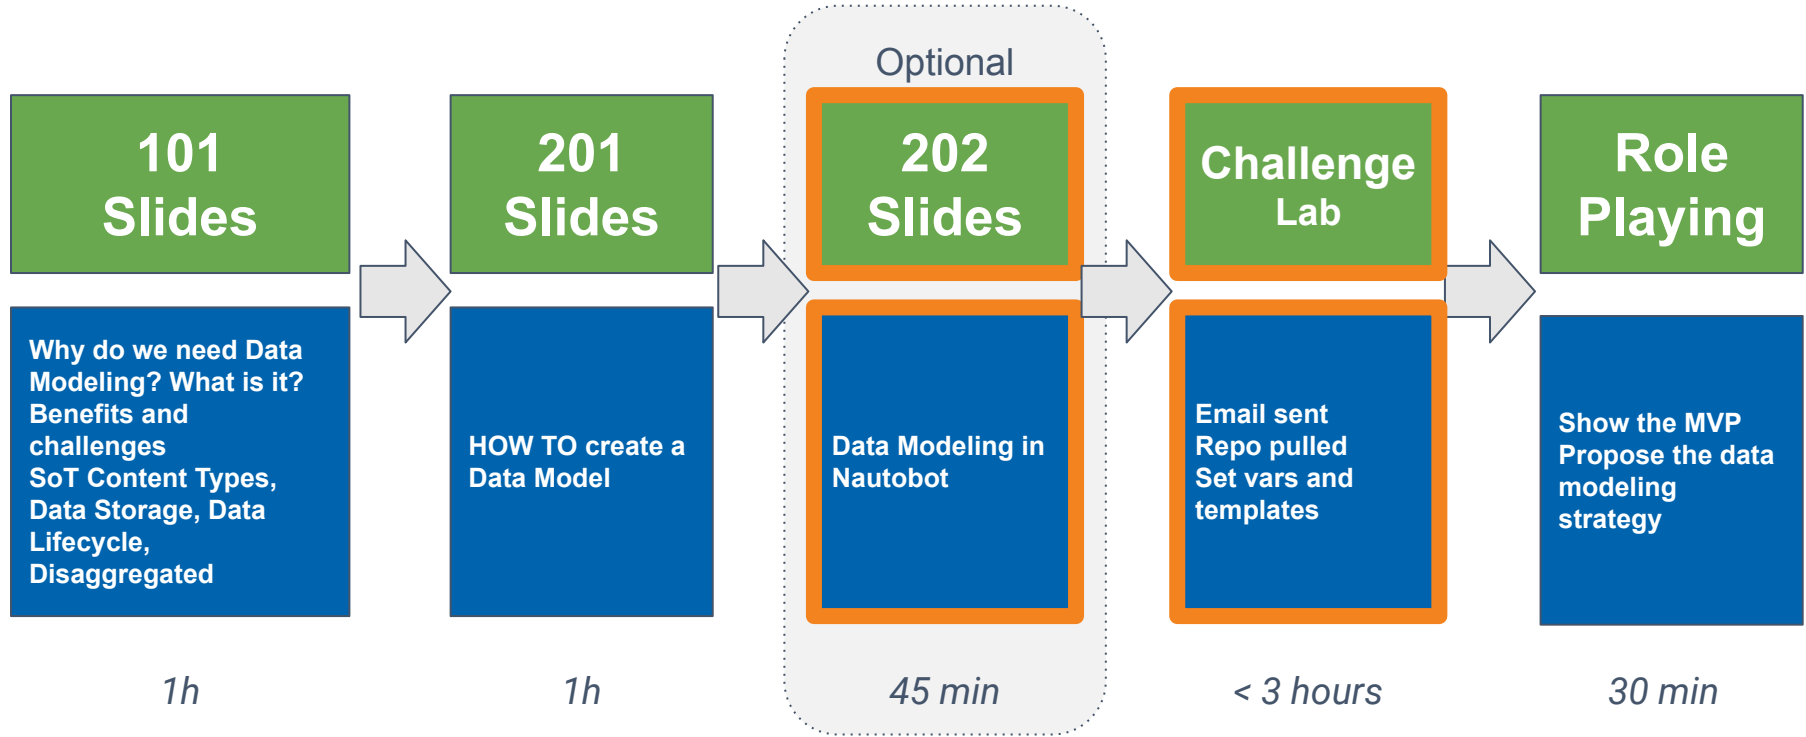 Optional
101
Slides
201
Slides
202
Slides
Challenge
Lab
Role
Playing
Why do we need Data
Modeling? What is it?
Benefits and
challenges
SoT Content Types,
Data Storage, Data
Lifecycle,
Disaggregated
HOW TO create a
Data Model
Data Modeling in
Nautobot
Email sent
Repo pulled
Set vars and
templates
Show the MVP
Propose the data
modeling
strategy
1h
1h
45 min
< 3 hours
30 min